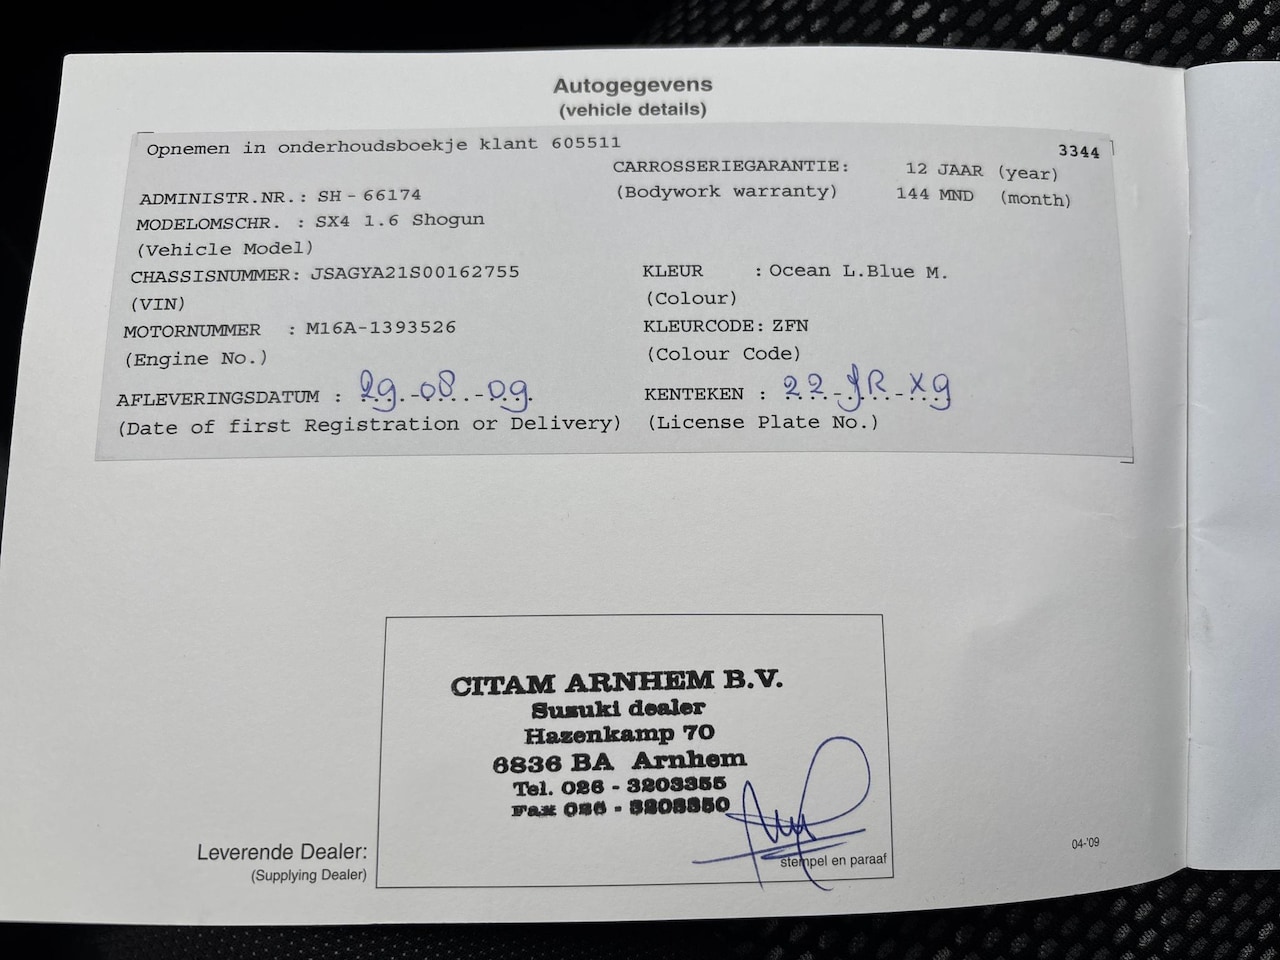 Autogegevens
(vehicle details)
Opnemen in onderhoudsboekje klant 605511
3344
CARROSSERIEGARANTIE: 12 JAAR (year)
(Bodywork warranty) 144 MND (month)
ADMINISTR.NR.: SH - 66174
MODELOMSCHR. : SX4 1.6 Shogun
(Vehicle Model)
CHASSISNUMMER: JSAGYA21S00162755 KLEUR : Ocean L.Blue M.
(VIN) (Colour)
MOTORNUMMER : M16A-1393526 KLEURCODE: ZFN
(Engine No.) (Colour Code)
AFLEVERINGSDATUM : 29-08-09 KENTEKEN : 22-JR-X9
(Date of first Registration or Delivery) (License Plate No.)
CITAM ARNHEM B.V.
Suzuki dealer
Hazenkamp 70
6836 BA Arnhem
Tel. 026 - 3203355
Fax 026 - 3203350
Leverende Dealer:
(Supplying Dealer)
stempel en paraaf
04-'09